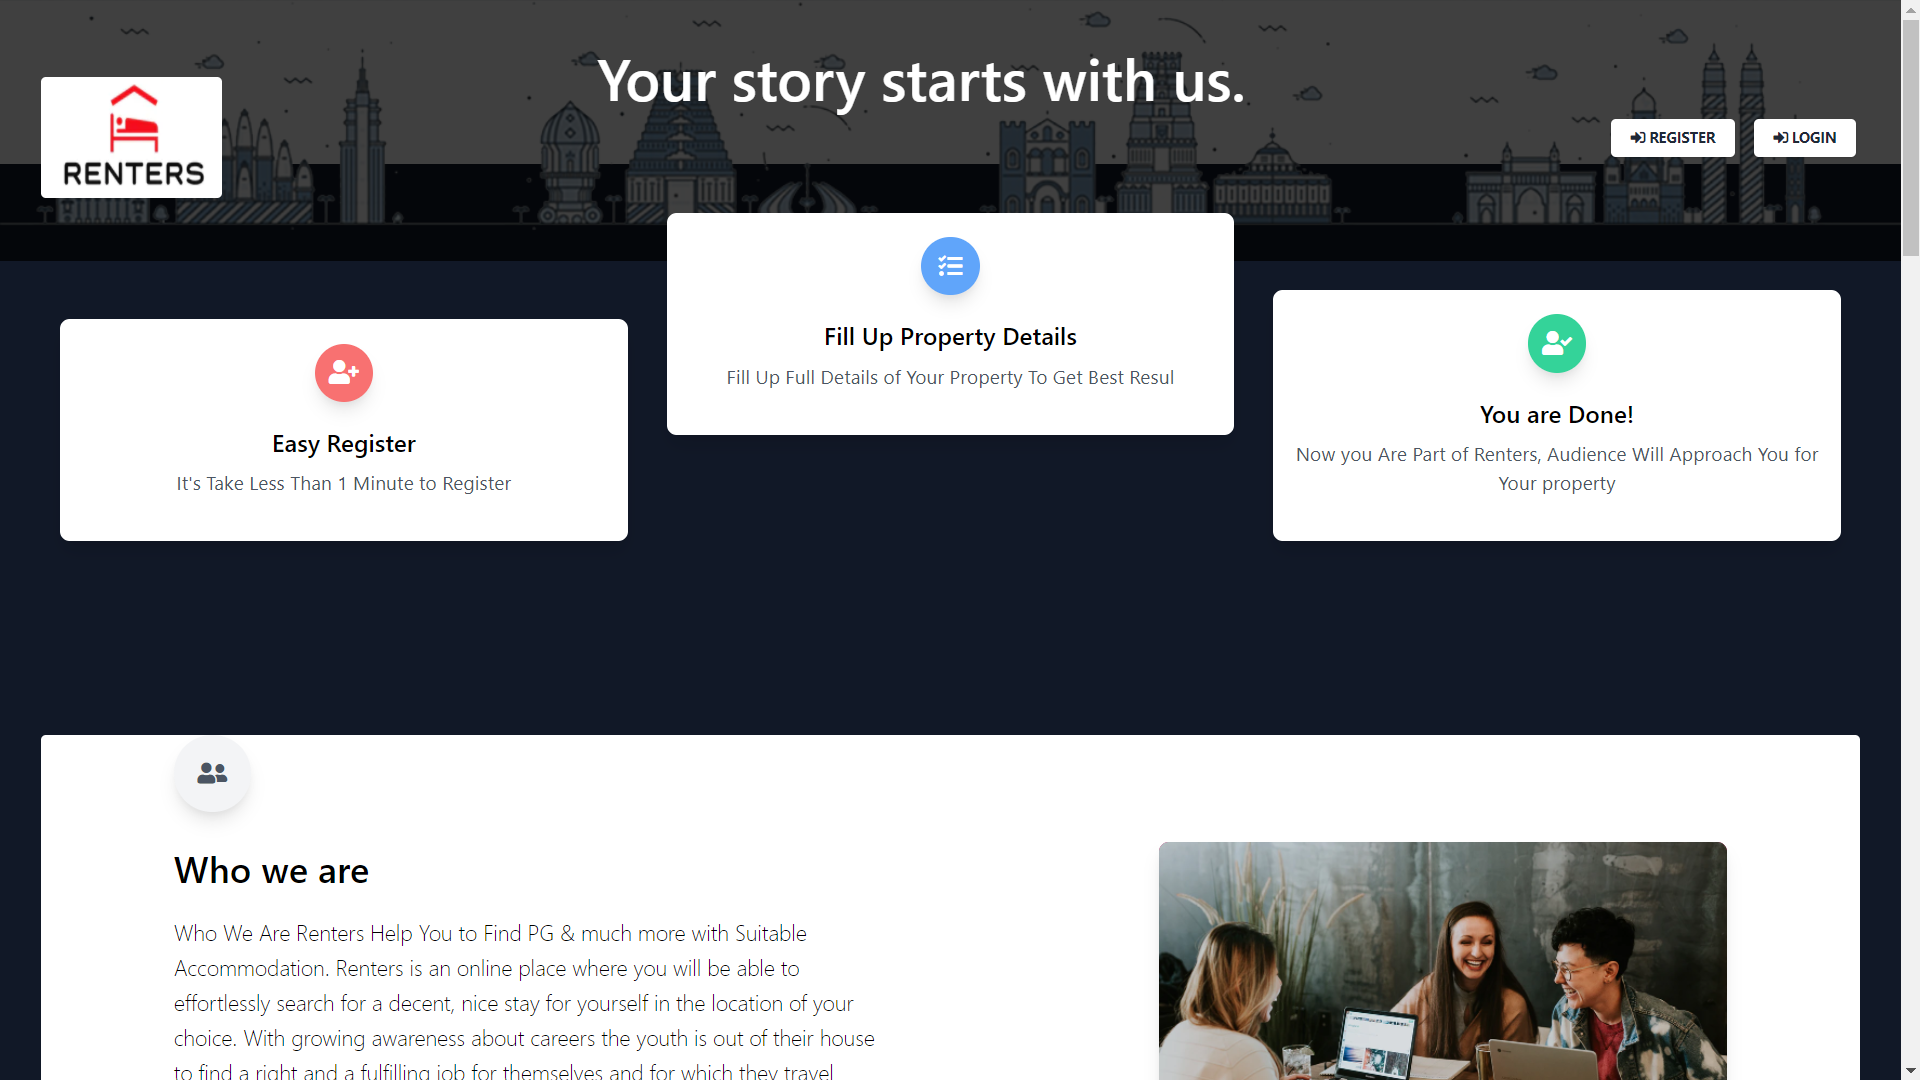 Your story starts with us.
RENTERS
REGISTER
LOGIN
Fill Up Property Details
Fill Up Full Details of Your Property To Get Best Resul
Easy Register
It's Take Less Than 1 Minute to Register
You are Done!
Now you Are Part of Renters, Audience Will Approach You for
Your property
Who we are
Who We Are Renters Help You to Find PG & much more with Suitable
Accommodation. Renters is an online place where you will be able to
effortlessly search for a decent, nice stay for yourself in the location of your
choice. With growing awareness about careers the youth is out of their house
to find a right and a fulfilling job for themselves and for which they travel